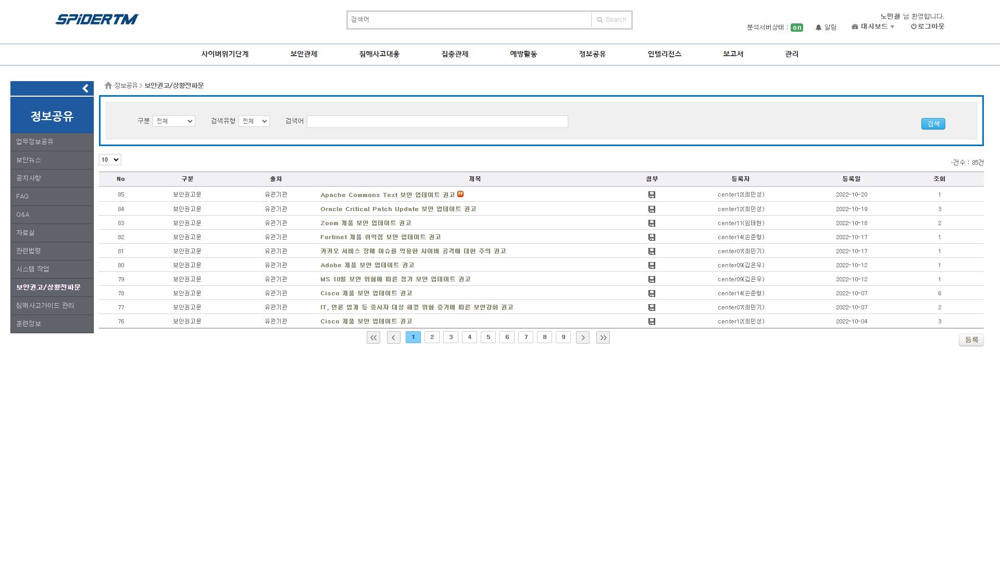 SPiDERTM
검색어
Search
노민철 님 환영합니다.
분석서버상태 : on
알림
대시보드 ▼
로그아웃
사이버위기단계 보안관제 침해사고대응 집중관제 예방활동 정보공유 인텔리전스 보고서 관리
정보공유
업무정보공유
보안뉴스
공지사항
FAQ
Q&A
자료실
관련법령
시스템 작업
보안권고/상황전파문
침해사고가이드 관리
훈련정보
정보공유 > 보안권고/상황전파문
구분 전체 검색유형 전체 검색어 검색
10
건수 : 85건
No 구분 출처 제목 첨부 등록자 등록일 조회
85 보안권고문 유관기관 Apache Commons Text 보안 업데이트 권고 N center12(최민성) 2022-10-20 1
84 보안권고문 유관기관 Oracle Critical Patch Update 보안 업데이트 권고 center12(최민성) 2022-10-19 3
83 보안권고문 유관기관 Zoom 제품 보안 업데이트 권고 center11(임태현) 2022-10-18 2
82 보안권고문 유관기관 Fortinet 제품 취약점 보안 업데이트 권고 center14(손준형) 2022-10-17 1
81 보안권고문 유관기관 카카오 서비스 장애 이슈를 악용한 사이버 공격에 대한 주의 권고 center07(최민기) 2022-10-17 1
80 보안권고문 유관기관 Adobe 제품 보안 업데이트 권고 center09(김은우) 2022-10-12 1
79 보안권고문 유관기관 MS 10월 보안 위협에 따른 정기 보안 업데이트 권고 center09(김은우) 2022-10-12 1
78 보안권고문 유관기관 Cisco 제품 보안 업데이트 권고 center14(손준형) 2022-10-07 6
77 보안권고문 유관기관 IT, 언론 업계 등 종사자 대상 해킹 위협 증가에 따른 보안강화 권고 center07(최민기) 2022-10-07 2
76 보안권고문 유관기관 Cisco 제품 보안 업데이트 권고 center12(최민성) 2022-10-04 3
<< < 1 2 3 4 5 6 7 8 9 > >>
등록